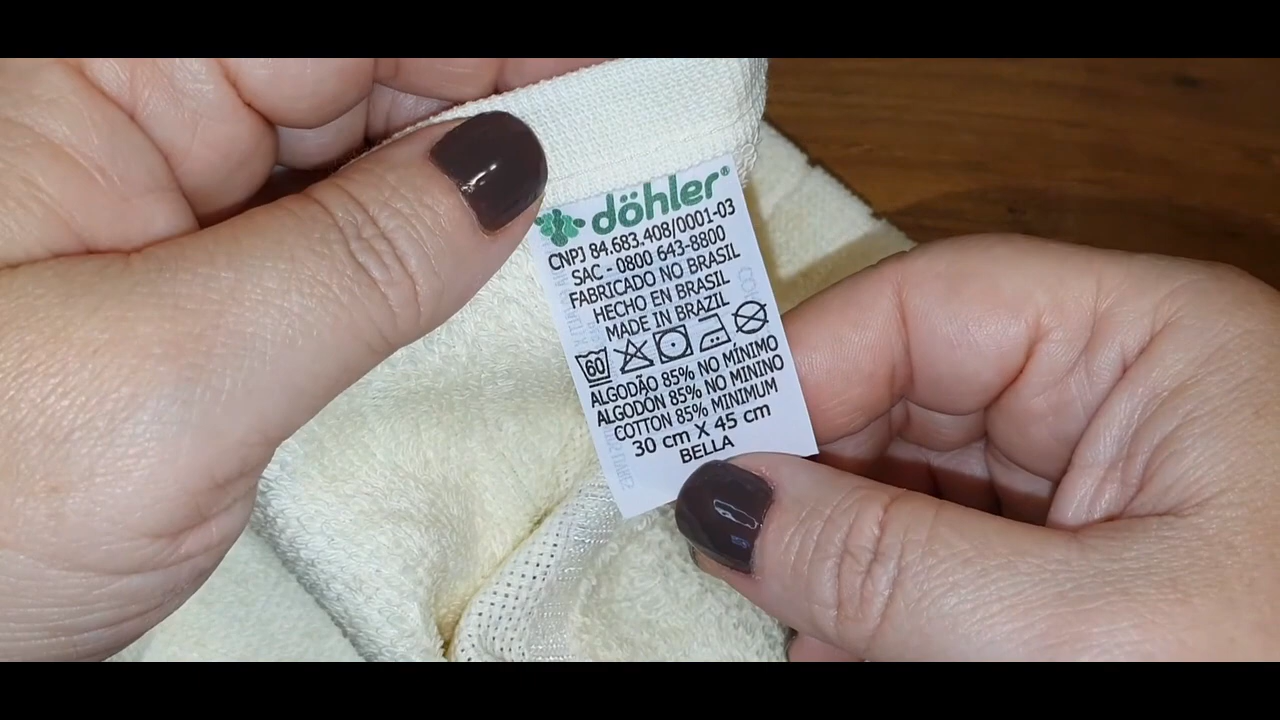 döhler®
CNPJ 84.683.408/0001-03
SAC - 0800 643-8800
FABRICADO NO BRASIL
HECHO EN BRASIL
MADE IN BRAZIL
60
ALGODÃO 85% NO MÍNIMO
ALGODÓN 85% NO MININO
COTTON 85% MINIMUM
30 cm X 45 cm
BELLA